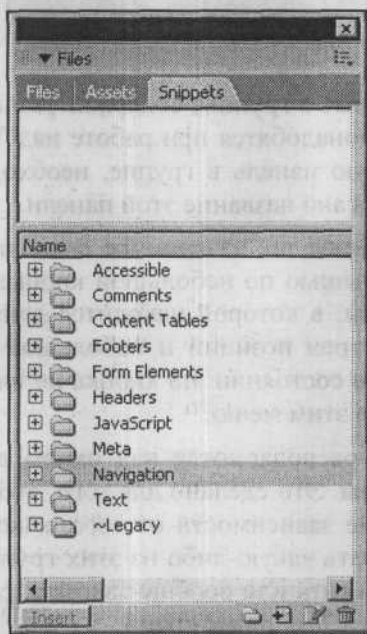 Files
Files Assets Snippets
Name
Accessible
Comments
Content Tables
Footers
Form Elements
Headers
JavaScript
Meta
Navigation
Text
~Legacy
Insert